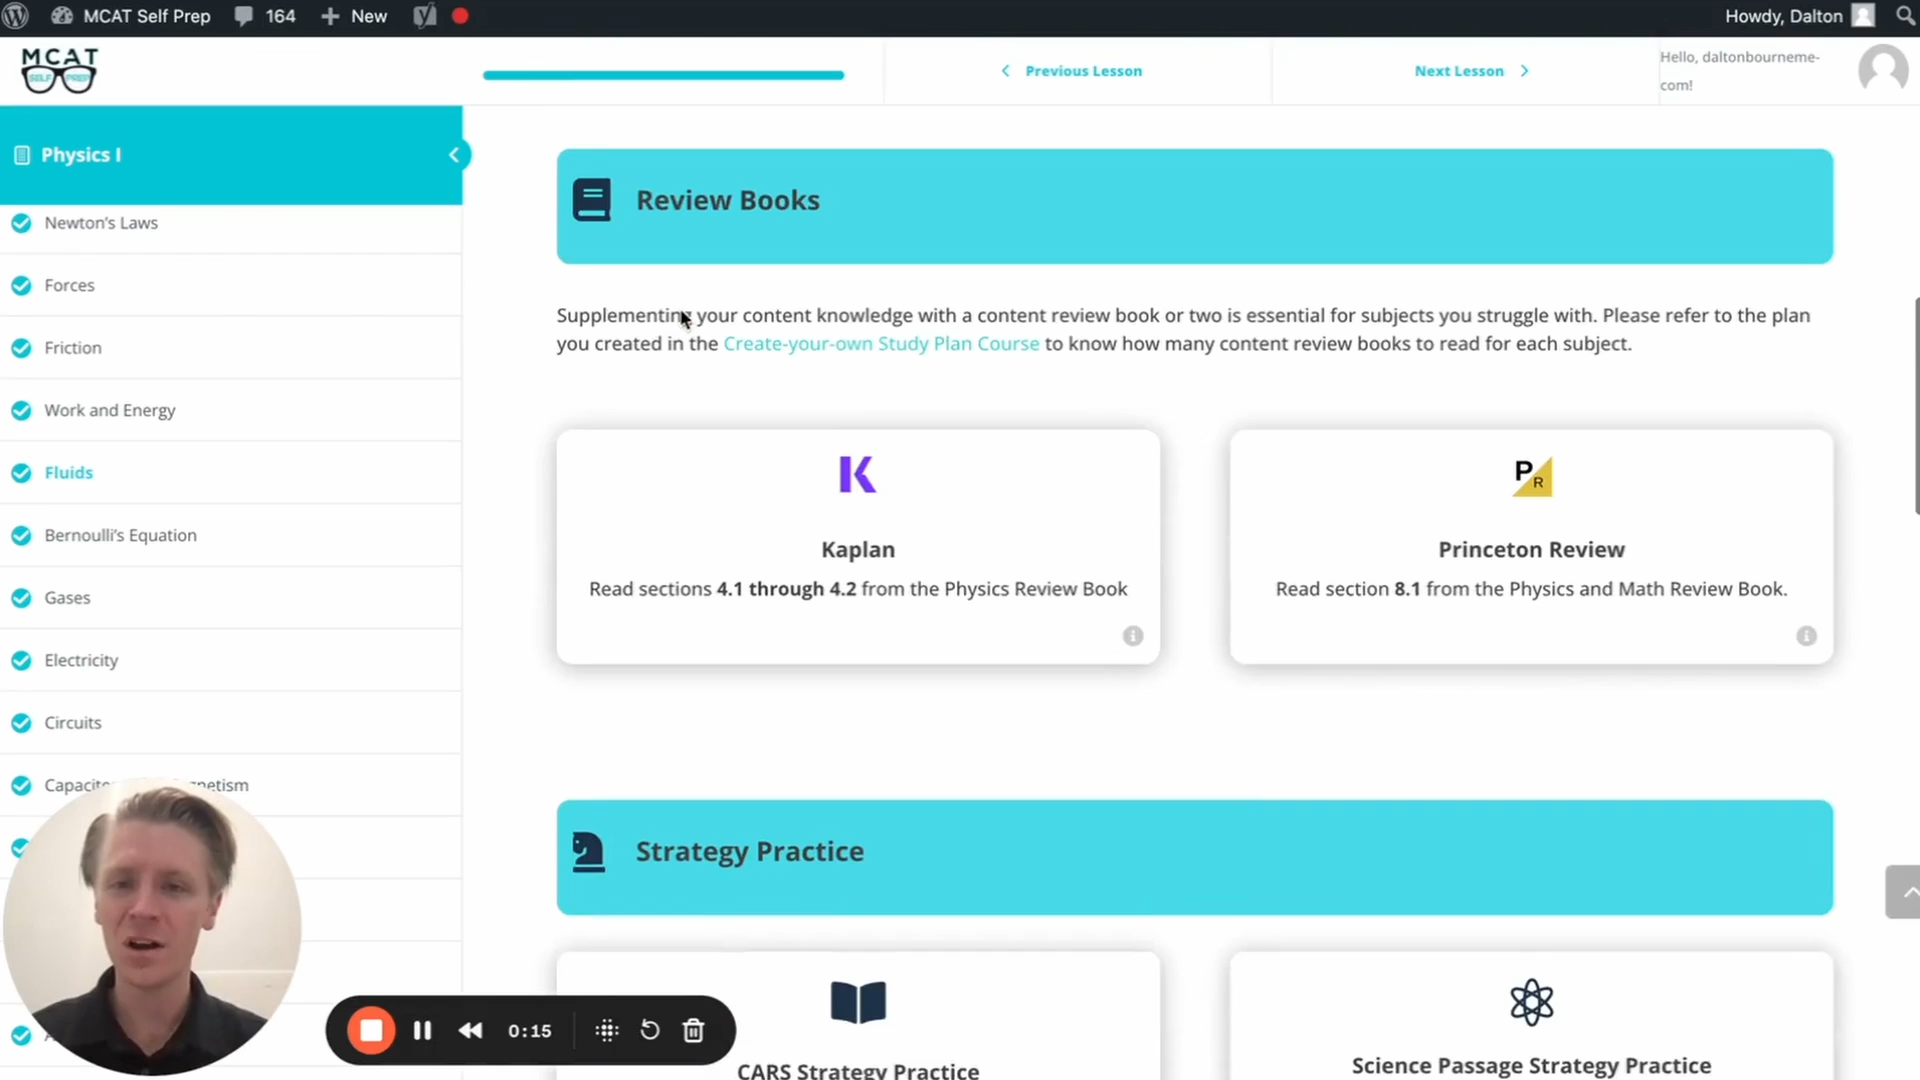 MCAT Self Prep
164
New
Howdy, Dalton
MCAT
SELF PREP
Previous Lesson
Next Lesson
Hello, daltonbourneme-
com!
Physics I
Newton's Laws
Forces
Friction
Work and Energy
Fluids
Bernoulli's Equation
Gases
Electricity
Circuits
Review Books
Supplementing your content knowledge with a content review book or two is essential for subjects you struggle with. Please refer to the plan
you created in the Create-your-own Study Plan Course to know how many content review books to read for each subject.
K
Kaplan
Read sections 4.1 through 4.2 from the Physics Review Book
P
R
Princeton Review
Read section 8.1 from the Physics and Math Review Book.
Strategy Practice
CARS Strategy Practice
Science Passage Strategy Practice
0:15